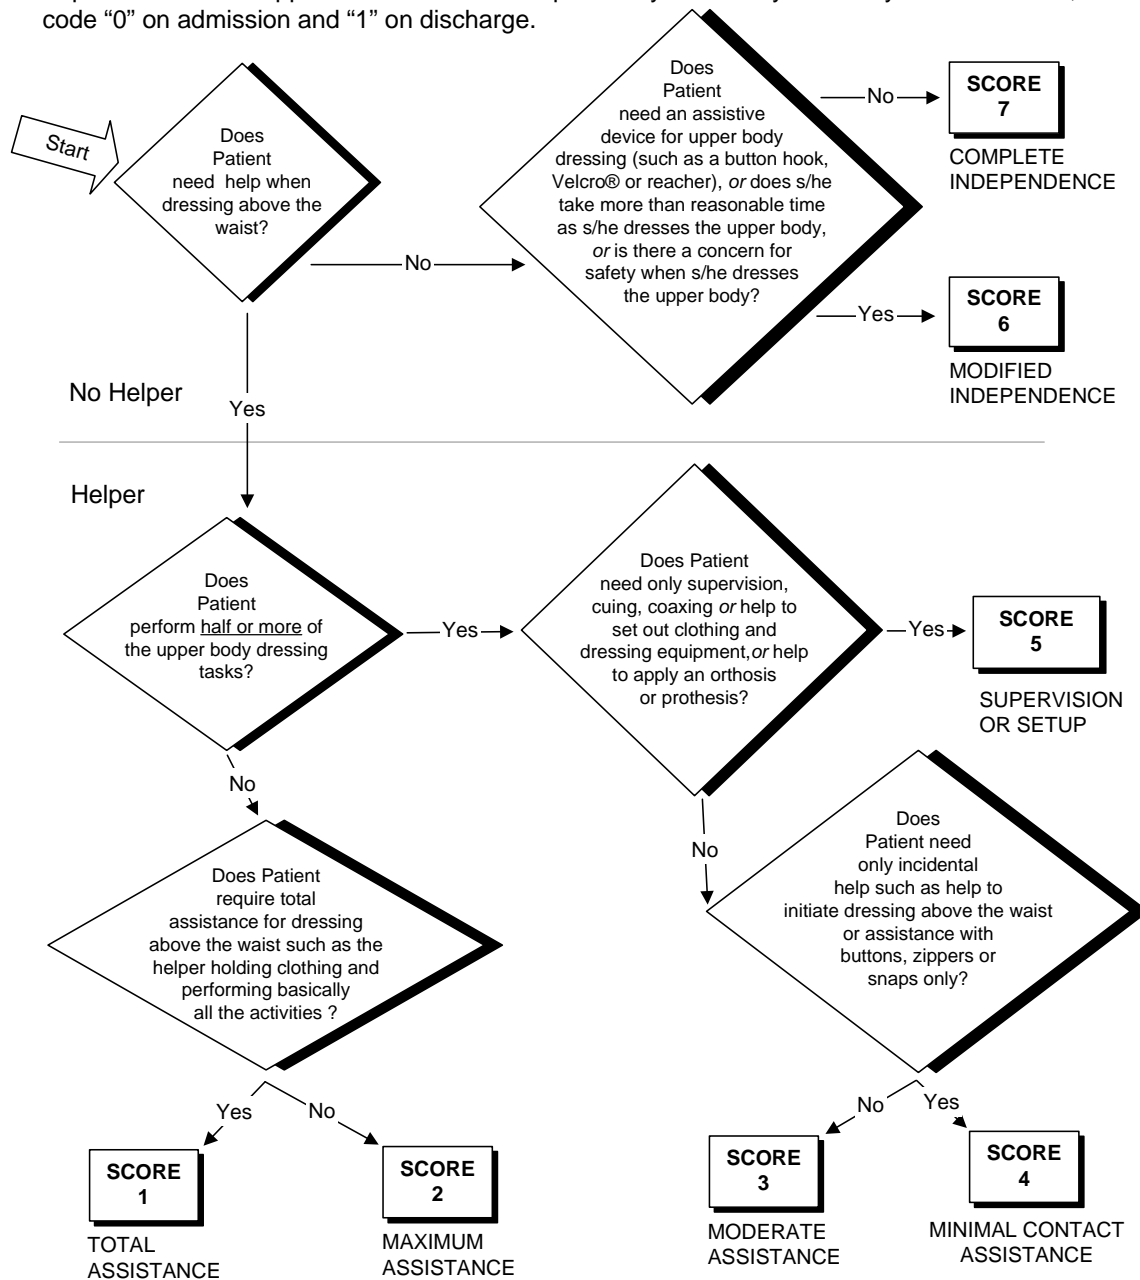 code “0” on admission and “1” on discharge.
Start
Does
Patient
need help when
dressing above the
waist?
No
Does
Patient
need an assistive
device for upper body
dressing (such as a button hook,
Velcro® or reacher), or does s/he
take more than reasonable time
as s/he dresses the upper body,
or is there a concern for
safety when s/he dresses
the upper body?
No
SCORE
7
COMPLETE
INDEPENDENCE
Yes
SCORE
6
MODIFIED
INDEPENDENCE
No Helper
Yes
Helper
Does
Patient
perform half or more of
the upper body dressing
tasks?
Yes
Does Patient
need only supervision,
cuing, coaxing or help to
set out clothing and
dressing equipment,or help
to apply an orthosis
or prothesis?
Yes
SCORE
5
SUPERVISION
OR SETUP
No
Does Patient
require total
assistance for dressing
above the waist such as the
helper holding clothing and
performing basically
all the activities ?
No
Does
Patient need
only incidental
help such as help to
initiate dressing above the waist
or assistance with
buttons, zippers or
snaps only?
Yes
No
SCORE
1
TOTAL
ASSISTANCE
SCORE
2
MAXIMUM
ASSISTANCE
No
Yes
SCORE
3
MODERATE
ASSISTANCE
SCORE
4
MINIMAL CONTACT
ASSISTANCE